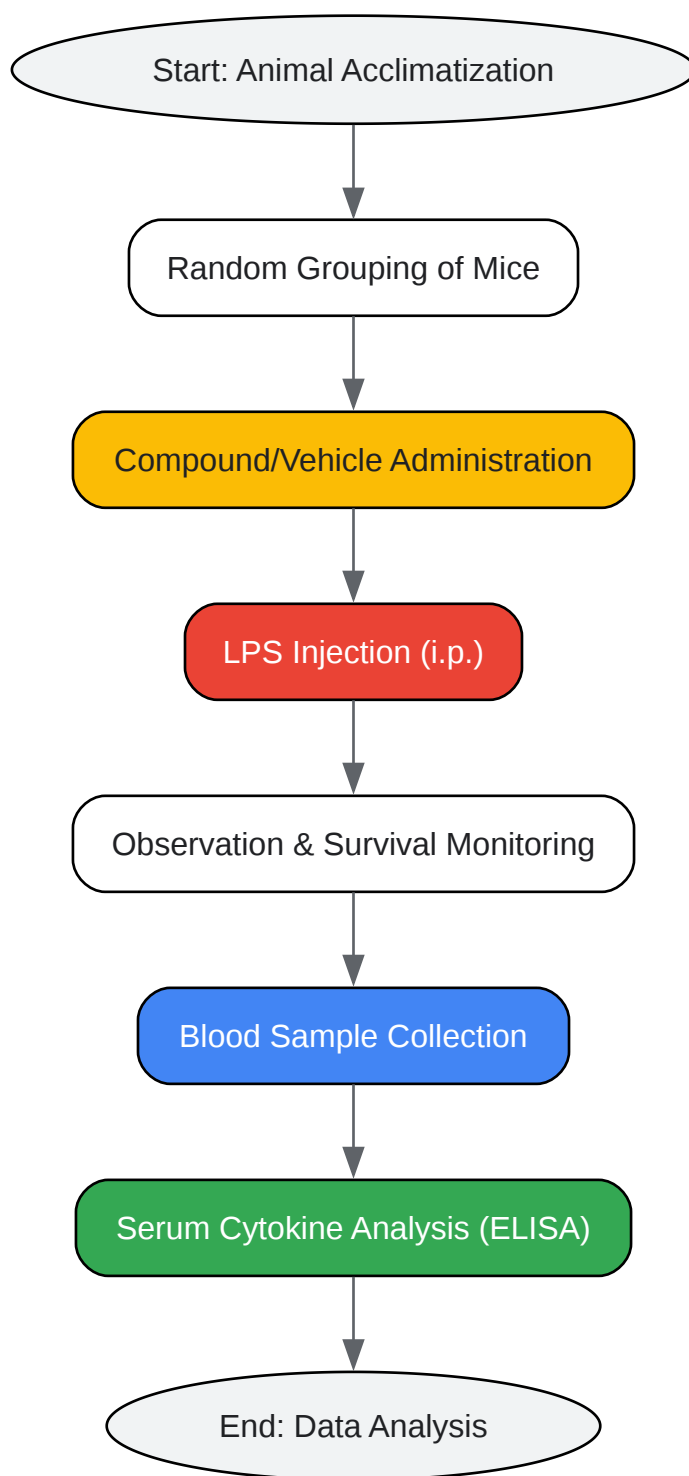 Start: Animal Acclimatization
Random Grouping of Mice
Compound/Vehicle Administration
LPS Injection (i.p.)
Observation & Survival Monitoring
Blood Sample Collection
Serum Cytokine Analysis (ELISA)
End: Data Analysis